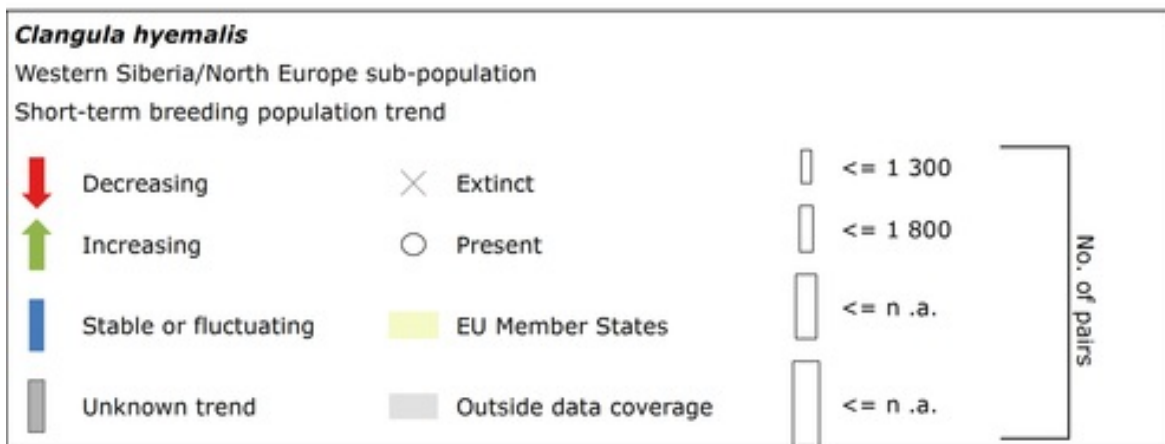 Clangula hyemalis
Western Siberia/North Europe sub-population
Short-term breeding population trend
Decreasing
Increasing
Stable or fluctuating
Unknown trend
Extinct
Present
EU Member States
Outside data coverage
<= 1 300
<= 1 800
<= n .a.
<= n .a.
No. of pairs